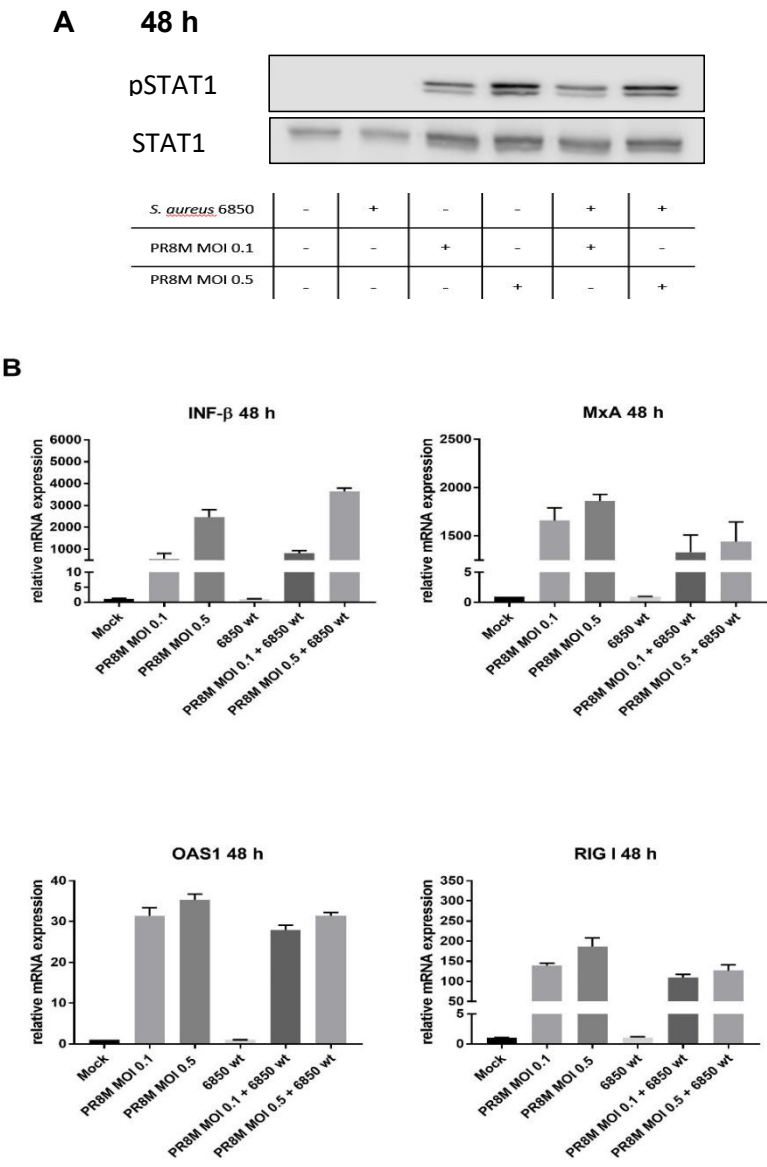 A 48 h
pSTAT1
STAT1
S. aureus 6850 - + - - + +
PR8M MOI 0.1 - - + - + -
PR8M MOI 0.5 - - - + - +
B
INF-β 48 h
relative mRNA expression
6000
5000
4000
3000
2000
1000
10
5
0
Mock
PR8M MOI 0.1
PR8M MOI 0.5
6850 wt
PR8M MOI 0.1 + 6850 wt
PR8M MOI 0.5 + 6850 wt
MxA 48 h
relative mRNA expression
2500
2000
1500
5
0
Mock
PR8M MOI 0.1
PR8M MOI 0.5
6850 wt
PR8M MOI 0.1 + 6850 wt
PR8M MOI 0.5 + 6850 wt
OAS1 48 h
relative mRNA expression
40
30
20
10
0
Mock
PR8M MOI 0.1
PR8M MOI 0.5
6850 wt
PR8M MOI 0.1 + 6850 wt
PR8M MOI 0.5 + 6850 wt
RIG I 48 h
relative mRNA expression
350
300
250
200
150
100
50
5
0
Mock
PR8M MOI 0.1
PR8M MOI 0.5
6850 wt
PR8M MOI 0.1 + 6850 wt
PR8M MOI 0.5 + 6850 wt